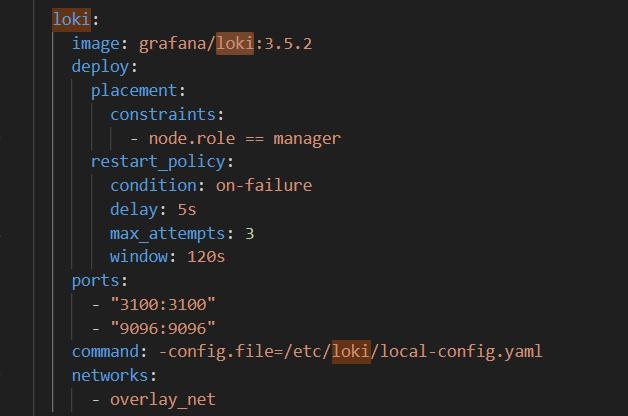 loki:
image: grafana/loki:3.5.2
deploy:
placement:
constraints:
- node.role == manager
restart_policy:
condition: on-failure
delay: 5s
max_attempts: 3
window: 120s
ports:
- "3100:3100"
- "9096:9096"
command: -config.file=/etc/loki/local-config.yaml
networks:
- overlay_net